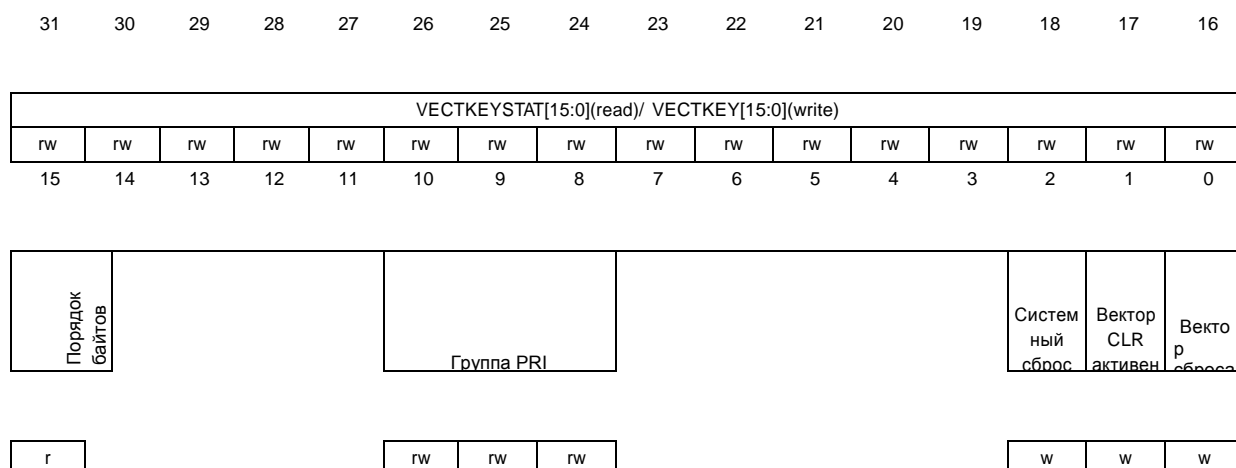 31 30 29 28 27 26 25 24 23 22 21 20 19 18 17 16
VECTKEYSTAT[15:0](read)/ VECTKEY[15:0](write)
rw rw rw rw rw rw rw rw rw rw rw rw rw rw rw rw
15 14 13 12 11 10 9 8 7 6 5 4 3 2 1 0
Порядок
байтов
Группа PRI
Систем
ный
сброс
Вектор
CLR
активен
Векто
р
сброса
r rw rw rw w w w